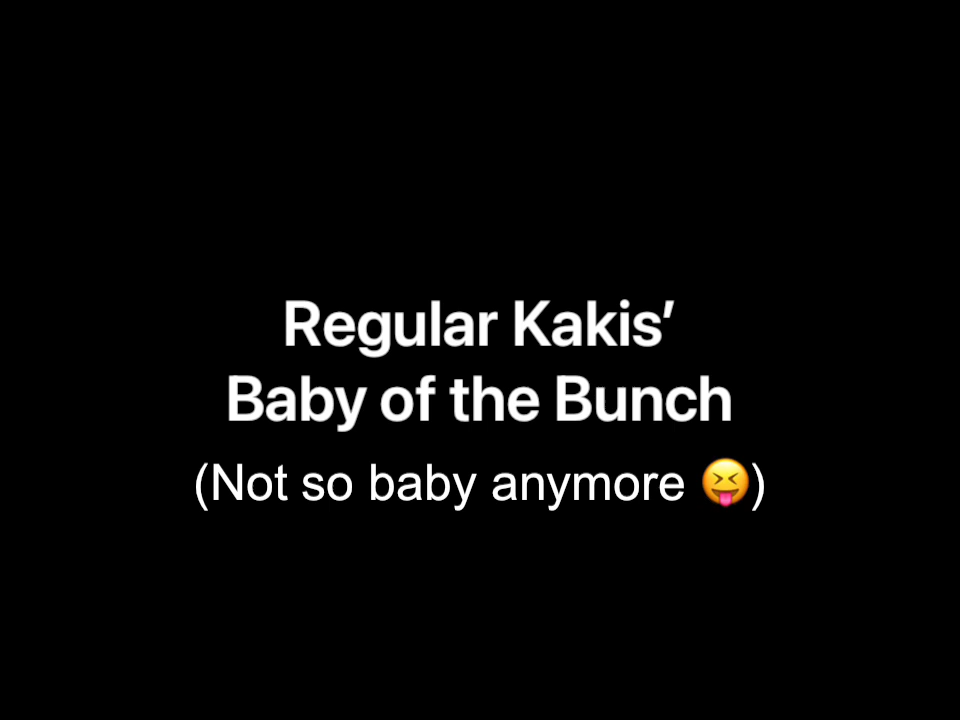 Regular Kakis’
Baby of the Bunch
(Not so baby anymore 😝)